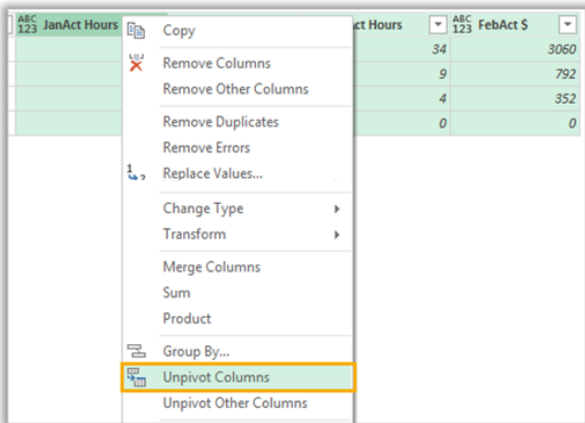 ABC 123 JanAct Hours ct Hours ABC 123 FebAct $
34 3060
9 792
4 352
0 0
Copy
Remove Columns
Remove Other Columns
Remove Duplicates
Remove Errors
1 2 Replace Values...
Change Type
Transform
Merge Columns
Sum
Product
Group By...
Unpivot Columns
Unpivot Other Columns